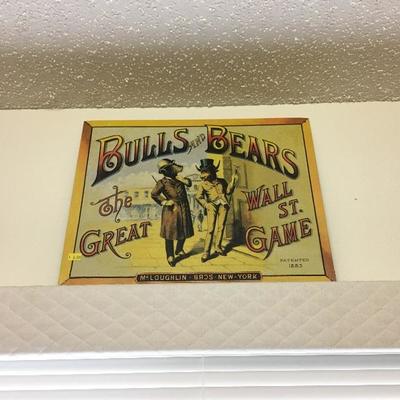 BULLS AND BEARS
The GREAT
WALL ST. GAME
PATENTED
1883
McLOUGHLIN · BROS · NEW · YORK